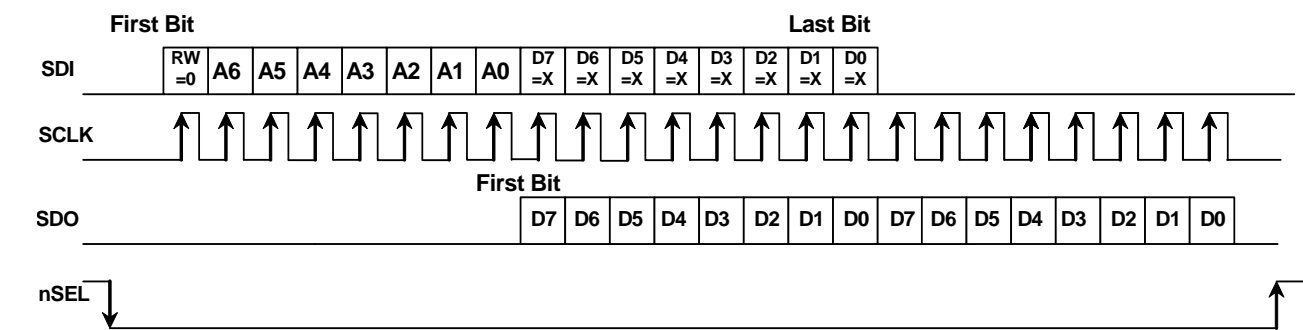 First Bit Last Bit
SDI RW =0 A6 A5 A4 A3 A2 A1 A0 D7 =X D6 =X D5 =X D4 =X D3 =X D2 =X D1 =X D0 =X
SCLK
First Bit
SDO D7 D6 D5 D4 D3 D2 D1 D0 D7 D6 D5 D4 D3 D2 D1 D0
nSEL